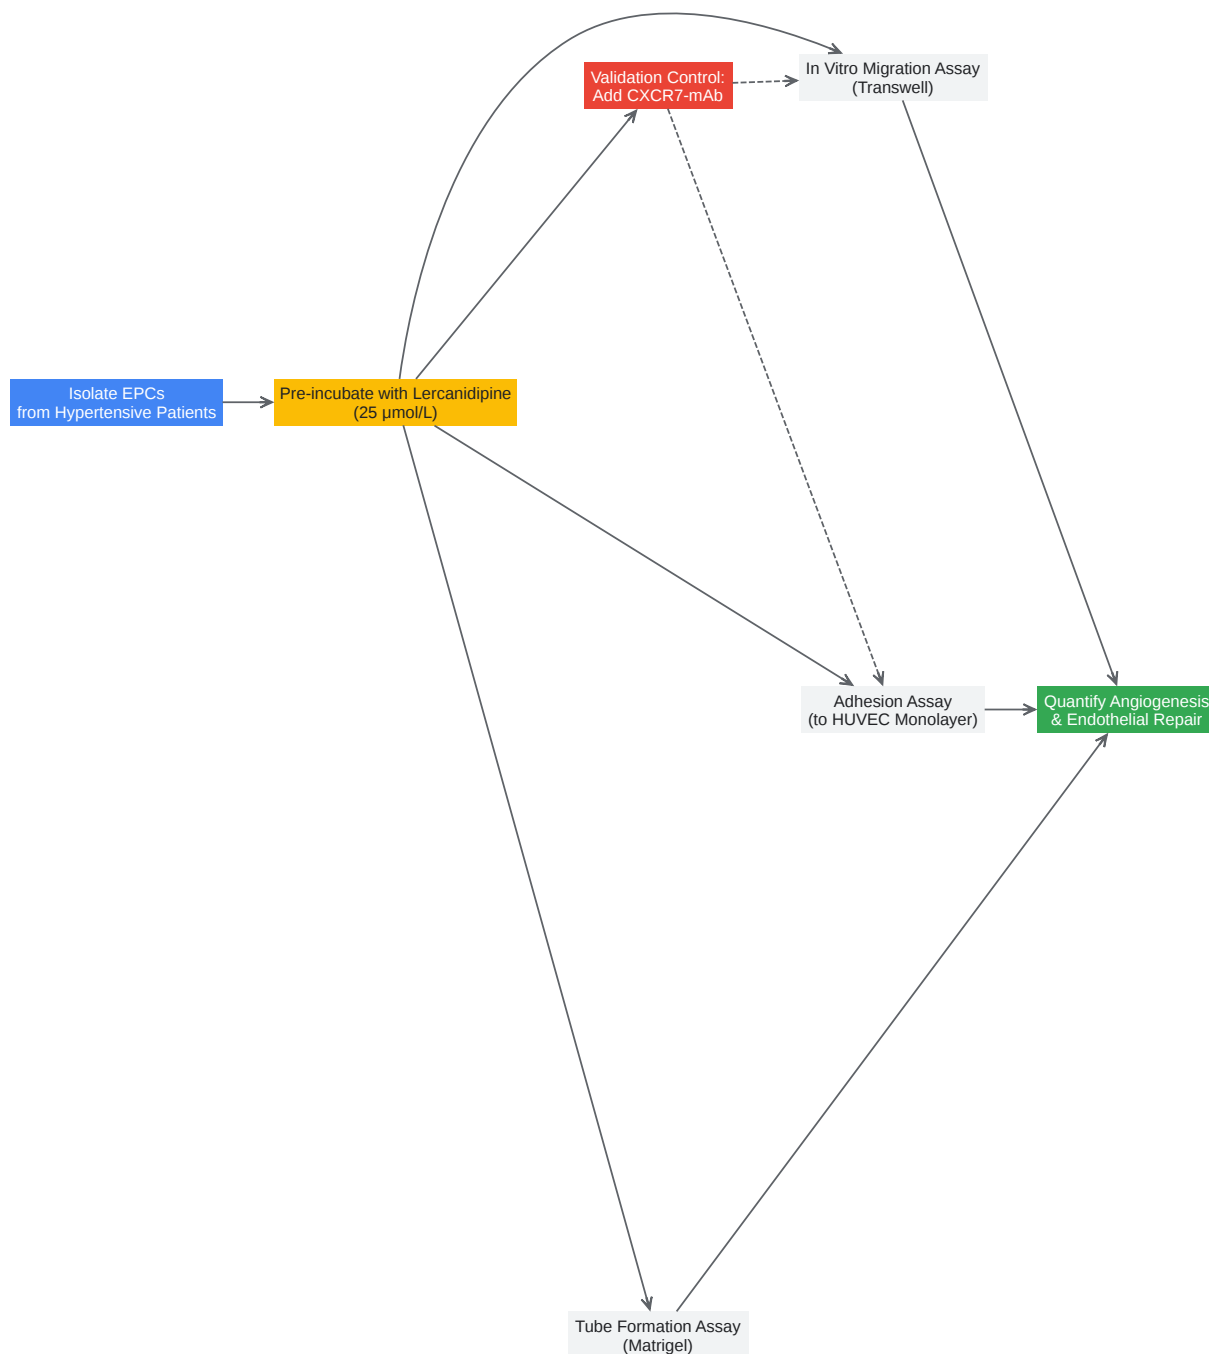 Validation Control:
Add CXCR7-mAb
In Vitro Migration Assay
(Transwell)
Isolate EPCs
from Hypertensive Patients
Pre-incubate with Lercanidipine
(25 μmol/L)
Adhesion Assay
(to HUVEC Monolayer)
Quantify Angiogenesis
& Endothelial Repair
Tube Formation Assay
(Matrigel)